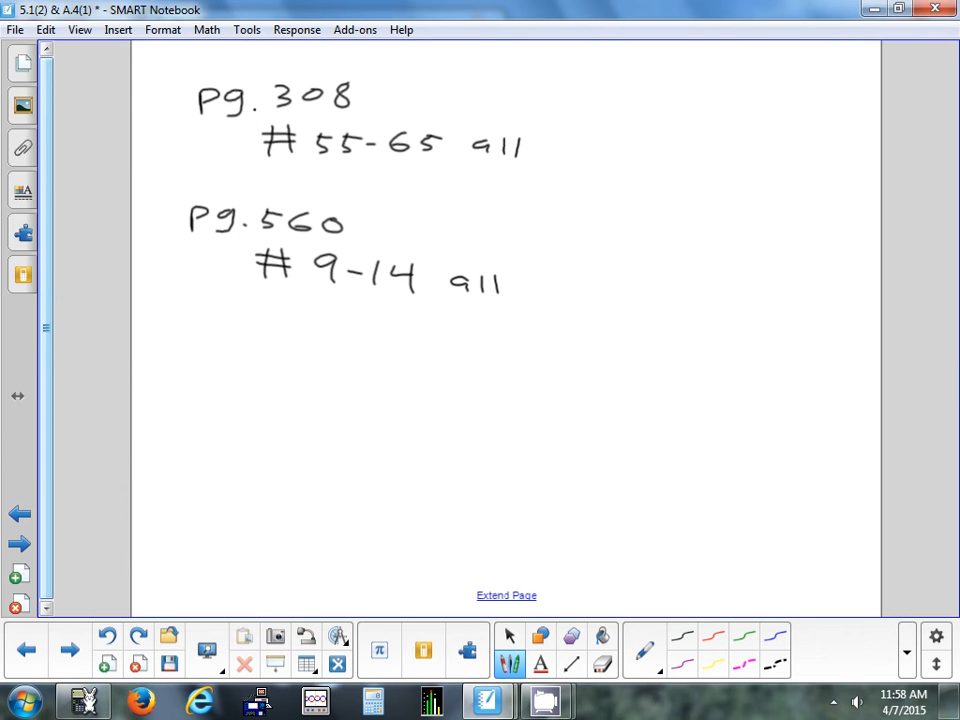 5.1(2) & A.4(1) * - SMART Notebook
File Edit View Insert Format Math Tools Response Add-ons Help
pg. 308
# 55-65 all
pg. 560
# 9-14 all
Extend Page
11:58 AM
4/7/2015